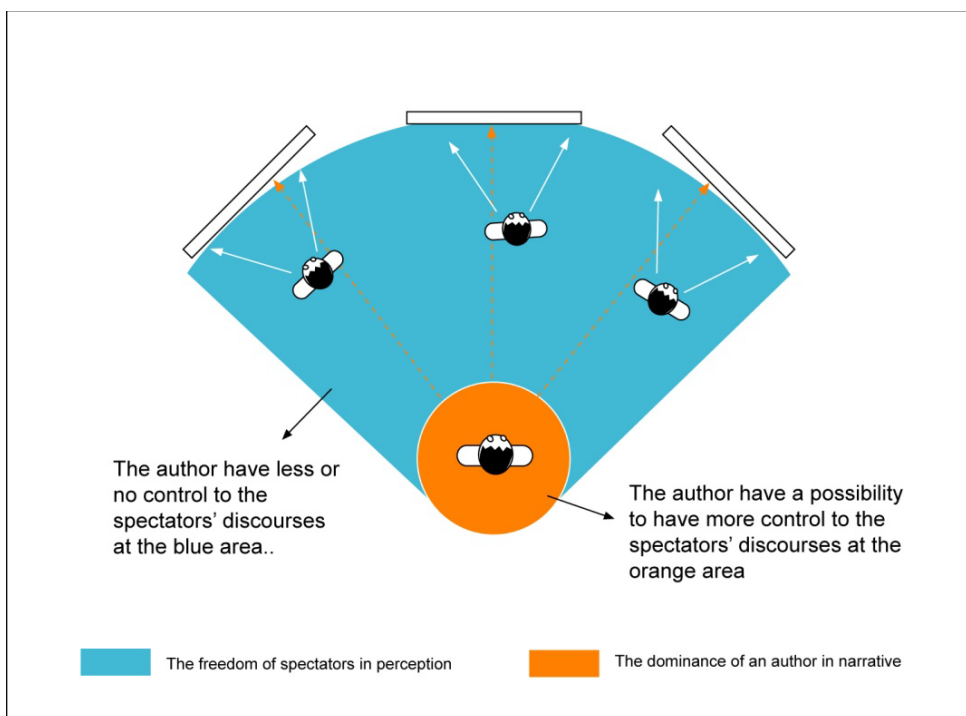 The author have less or
no control to the
spectators’ discourses
at the blue area..
The author have a possibility
to have more control to the
spectators’ discourses at the
orange area
The freedom of spectators in perception
The dominance of an author in narrative